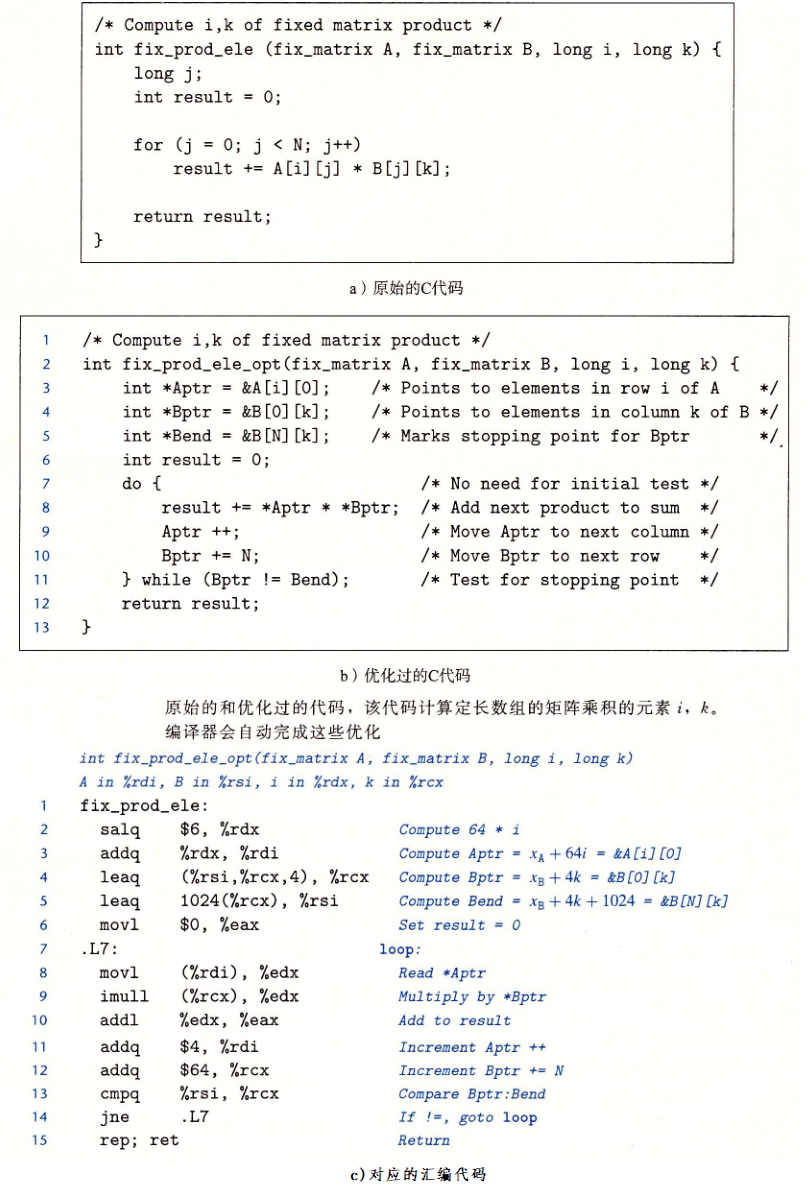 /* Compute i,k of fixed matrix product */
int fix_prod_ele (fix_matrix A, fix_matrix B, long i, long k) {
    long j;
    int result = 0;

    for (j = 0; j < N; j++)
        result += A[i][j] * B[j][k];

    return result;
}
a) 原始的C代码
1 /* Compute i,k of fixed matrix product */
2 int fix_prod_ele_opt(fix_matrix A, fix_matrix B, long i, long k) {
3     int *Aptr = &A[i][0];    /* Points to elements in row i of A      */
4     int *Bptr = &B[0][k];    /* Points to elements in column k of B */
5     int *Bend = &B[N][k];    /* Marks stopping point for Bptr       */.
6     int result = 0;
7     do {                          /* No need for initial test */
8         result += *Aptr * *Bptr;  /* Add next product to sum  */
9         Aptr ++;                  /* Move Aptr to next column */
10         Bptr += N;                /* Move Bptr to next row    */
11     } while (Bptr != Bend);       /* Test for stopping point  */
12     return result;
13 }
b) 优化过的C代码
原始的和优化过的代码，该代码计算定长数组的矩阵乘积的元素 i，k。
编译器会自动完成这些优化
int fix_prod_ele_opt(fix_matrix A, fix_matrix B, long i, long k)
A in %rdi, B in %rsi, i in %rdx, k in %rcx
1 fix_prod_ele:
2   salq    $6, %rdx    Compute 64 * i
3   addq    %rdx, %rdi    Compute Aptr = xA + 64i = &A[i][0]
4   leaq    (%rsi,%rcx,4), %rcx    Compute Bptr = xB + 4k = &B[0][k]
5   leaq    1024(%rcx), %rsi    Compute Bend = xB + 4k + 1024 = &B[N][k]
6   movl    $0, %eax    Set result = 0
7 .L7:    loop:
8   movl    (%rdi), %edx    Read *Aptr
9   imull   (%rcx), %edx    Multiply by *Bptr
10   addl    %edx, %eax    Add to result
11   addq    $4, %rdi    Increment Aptr ++
12   addq    $64, %rcx    Increment Bptr += N
13   cmpq    %rsi, %rcx    Compare Bptr:Bend
14   jne     .L7    If !=, goto loop
15   rep; ret    Return
c)对应的汇编代码